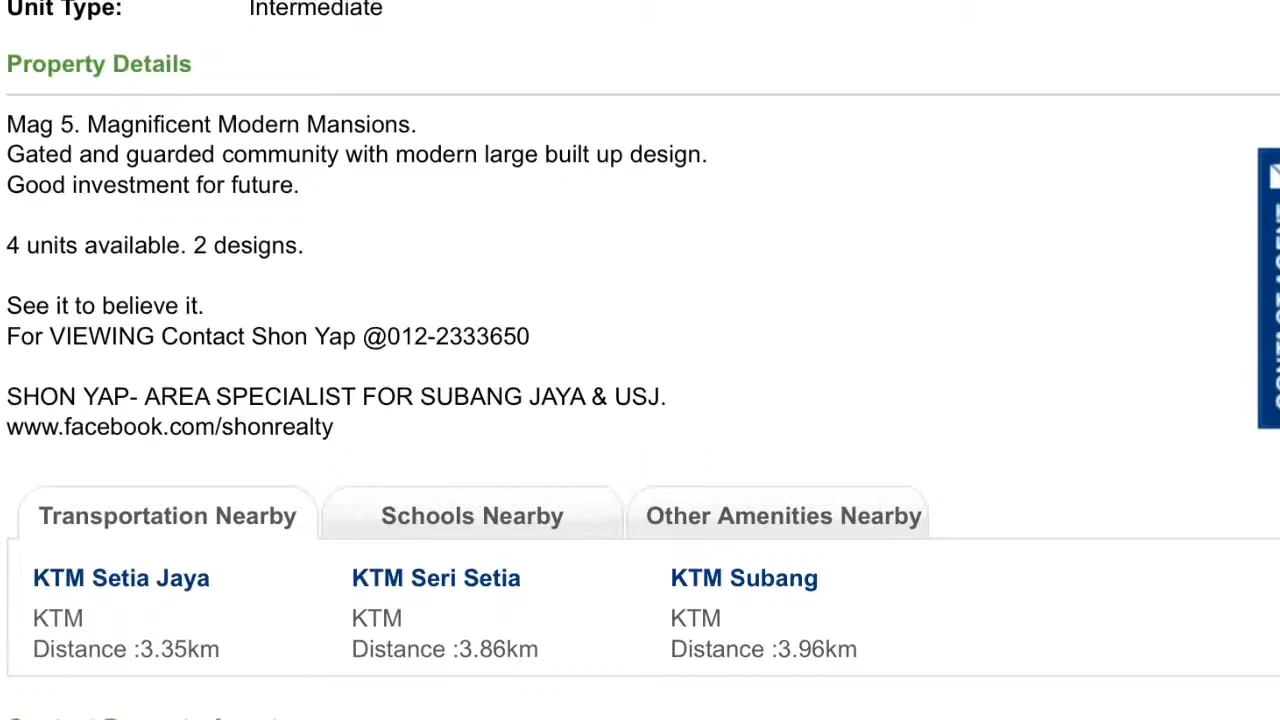 Unit Type: Intermediate
Property Details
Mag 5. Magnificent Modern Mansions.
Gated and guarded community with modern large built up design.
Good investment for future.
4 units available. 2 designs.
See it to believe it.
For VIEWING Contact Shon Yap @012-2333650
SHON YAP- AREA SPECIALIST FOR SUBANG JAYA & USJ.
www.facebook.com/shonrealty
Transportation Nearby Schools Nearby Other Amenities Nearby
KTM Setia Jaya KTM Seri Setia KTM Subang
KTM KTM KTM
Distance :3.35km Distance :3.86km Distance :3.96km